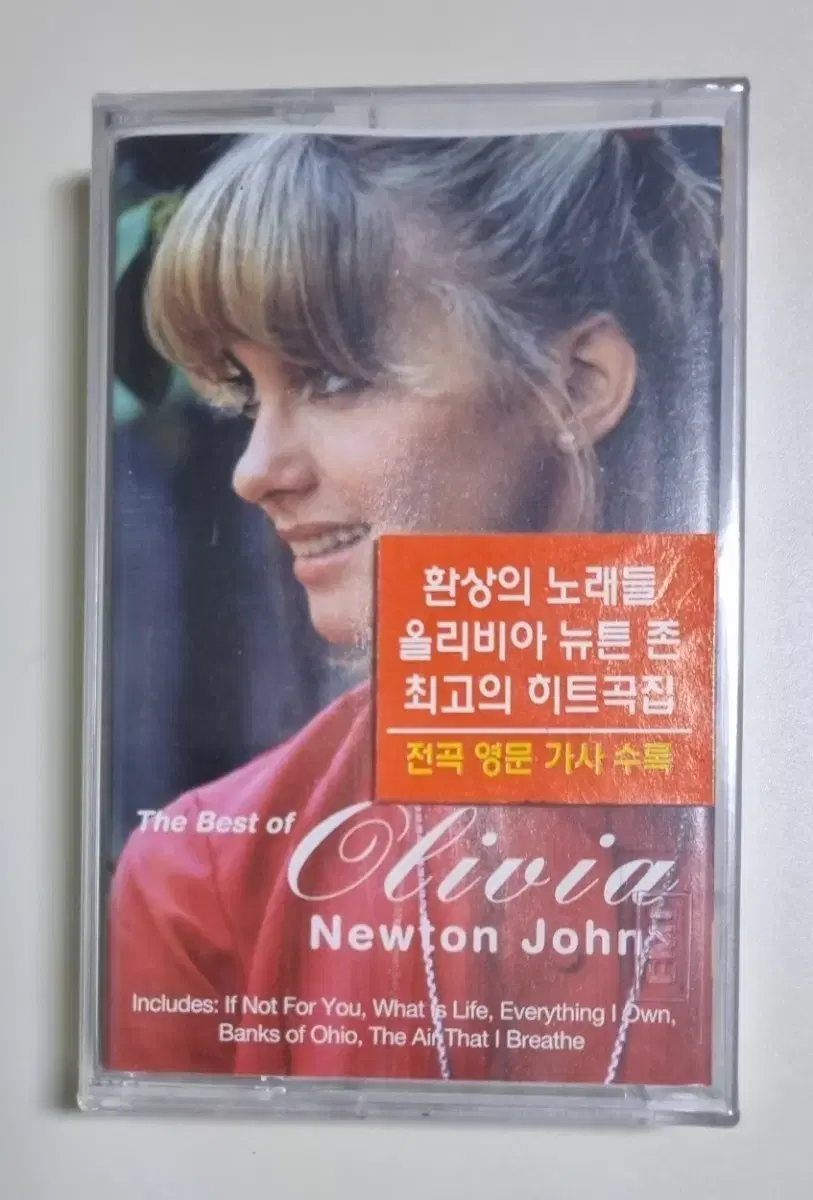 환상의 노래들
올리비아 뉴튼 존
최고의 히트곡집
전곡 영문 가사 수록
The Best of
Olivia
Newton John
Includes: If Not For You, What Is Life, Everything I Own,
Banks of Ohio, The Air That I Breathe